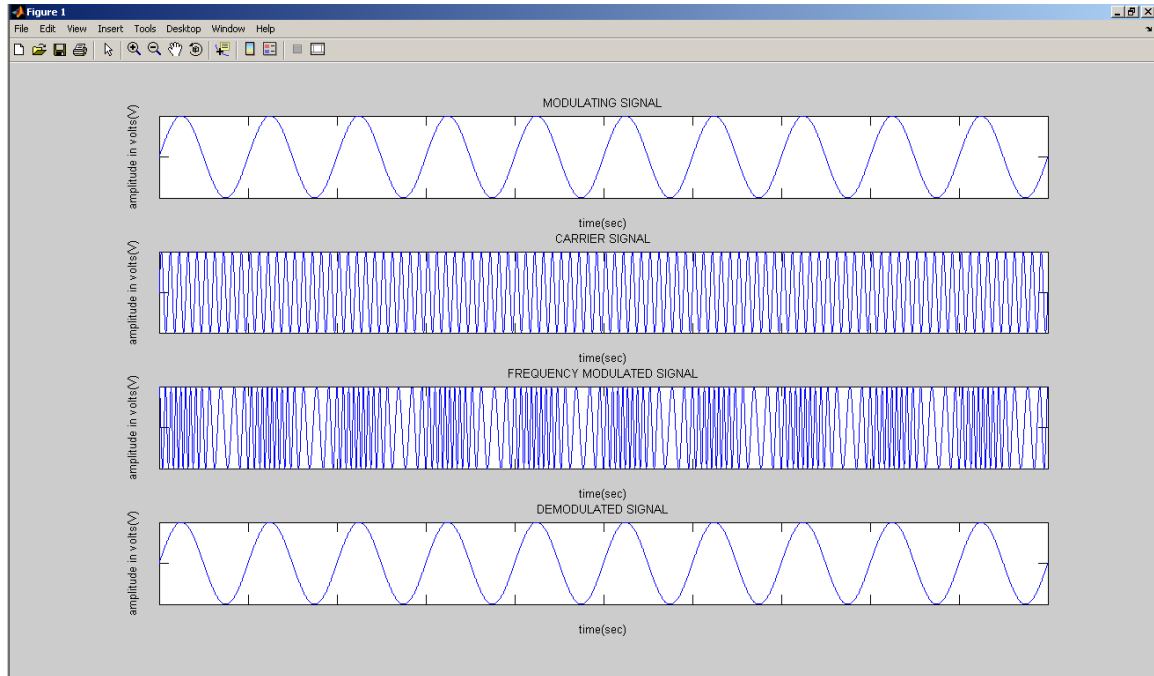 Figure 1
File Edit View Insert Tools Desktop Window Help
MODULATING SIGNAL
amplitude in volts(V)
time(sec)
CARRIER SIGNAL
amplitude in volts(V)
time(sec)
FREQUENCY MODULATED SIGNAL
amplitude in volts(V)
time(sec)
DEMODULATED SIGNAL
amplitude in volts(V)
time(sec)